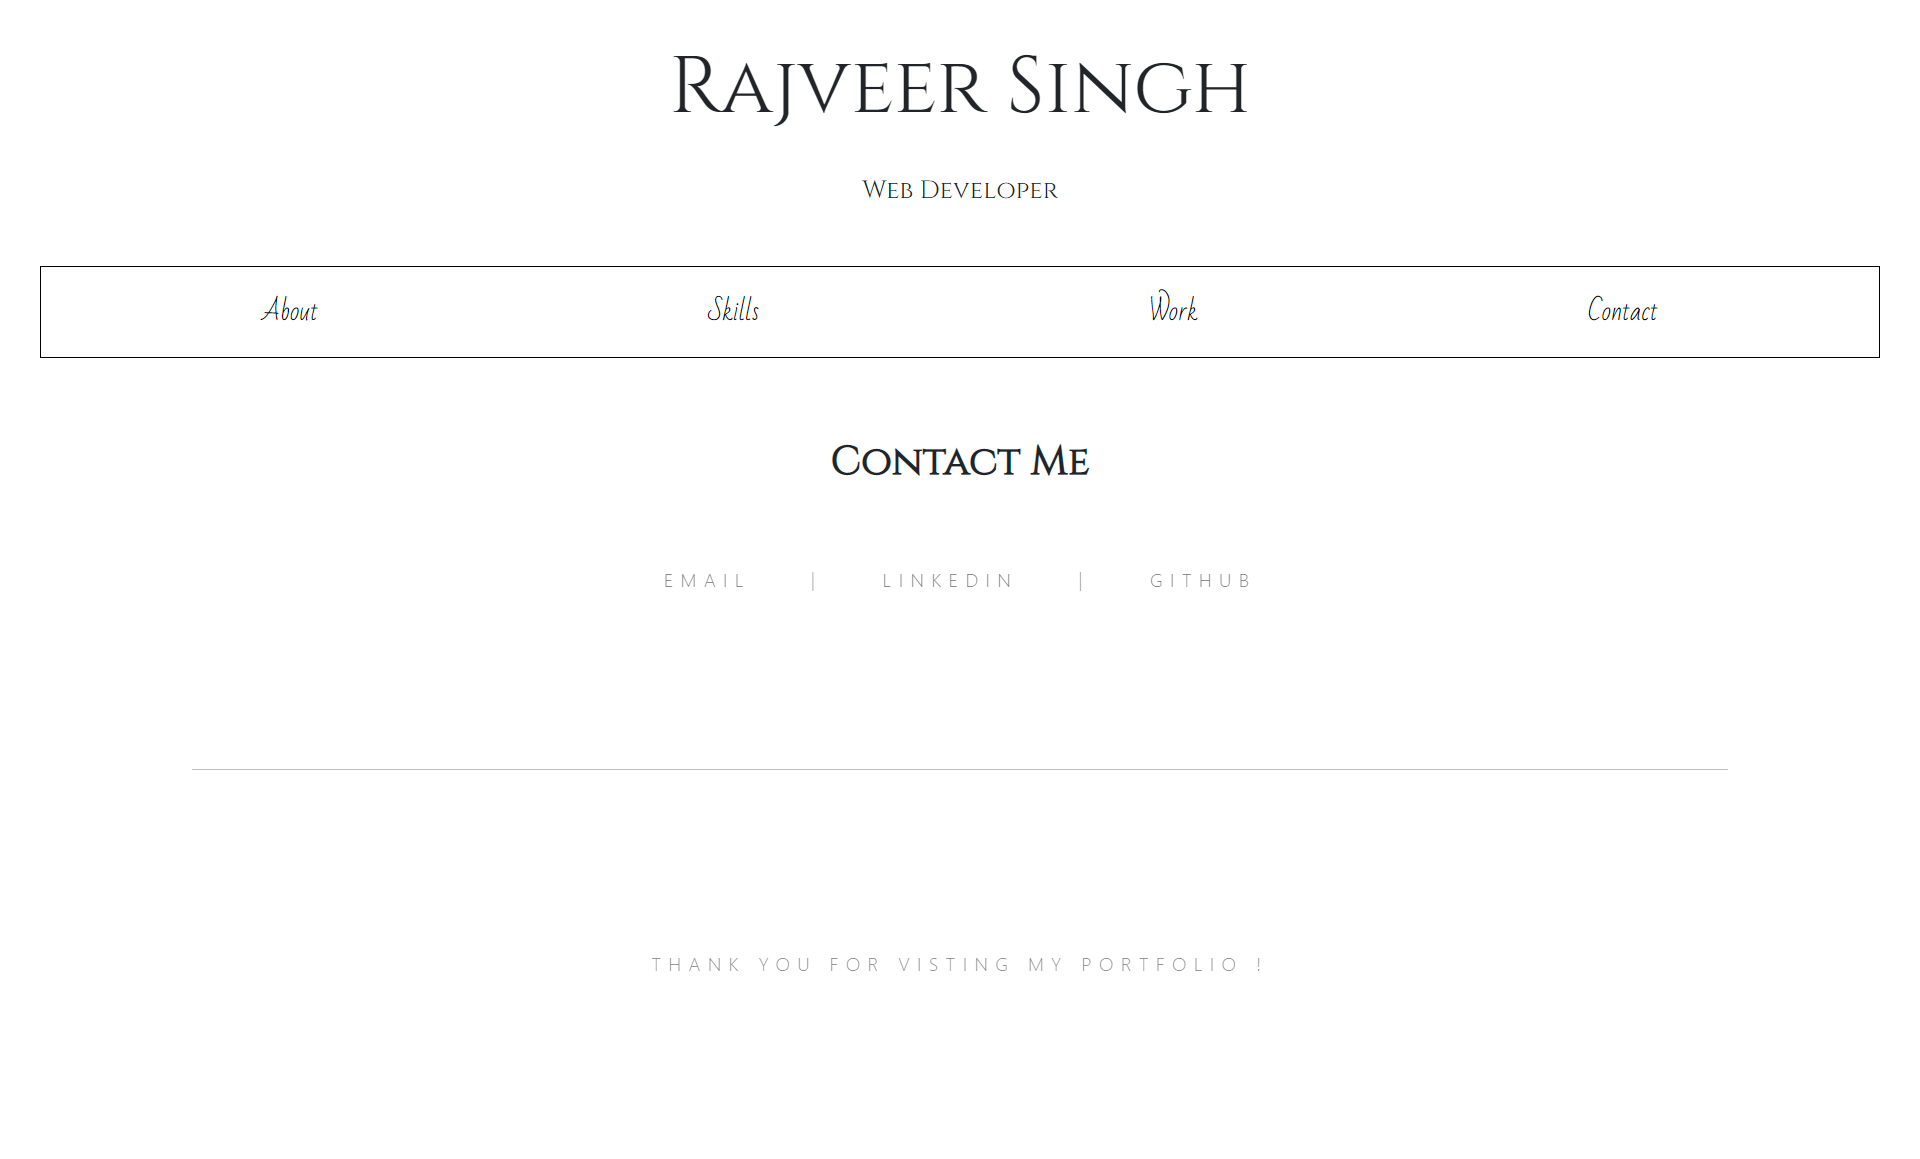 Rajveer Singh
Web Developer
About Skills Work Contact
Contact Me
EMAIL | LINKEDIN | GITHUB
THANK YOU FOR VISTING MY PORTFOLIO !